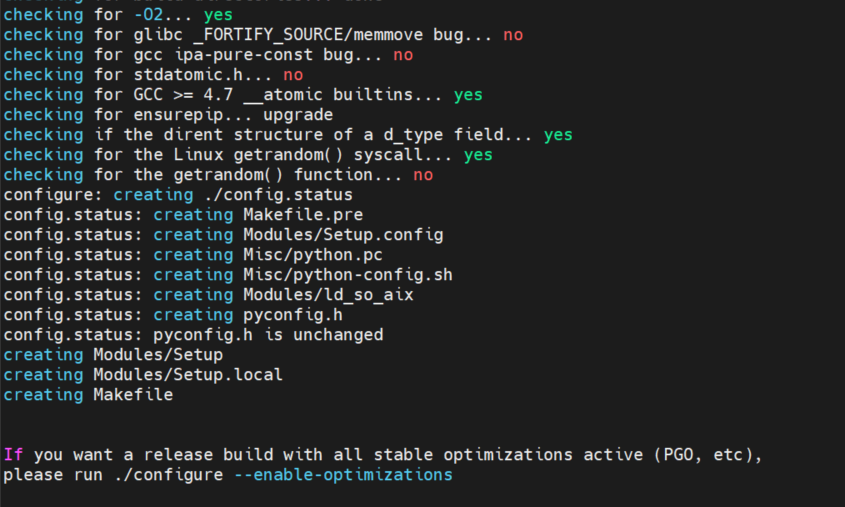 checking for -O2... yes
checking for glibc _FORTIFY_SOURCE/memmove bug... no
checking for gcc ipa-pure-const bug... no
checking for stdatomic.h... no
checking for GCC >= 4.7 __atomic builtins... yes
checking for ensurepip... upgrade
checking if the dirent structure of a d_type field... yes
checking for the Linux getrandom() syscall... yes
checking for the getrandom() function... no
configure: creating ./config.status
config.status: creating Makefile.pre
config.status: creating Modules/Setup.config
config.status: creating Misc/python.pc
config.status: creating Misc/python-config.sh
config.status: creating Modules/ld_so_aix
config.status: creating pyconfig.h
config.status: pyconfig.h is unchanged
creating Modules/Setup
creating Modules/Setup.local
creating Makefile
If you want a release build with all stable optimizations active (PGO, etc),
please run ./configure --enable-optimizations